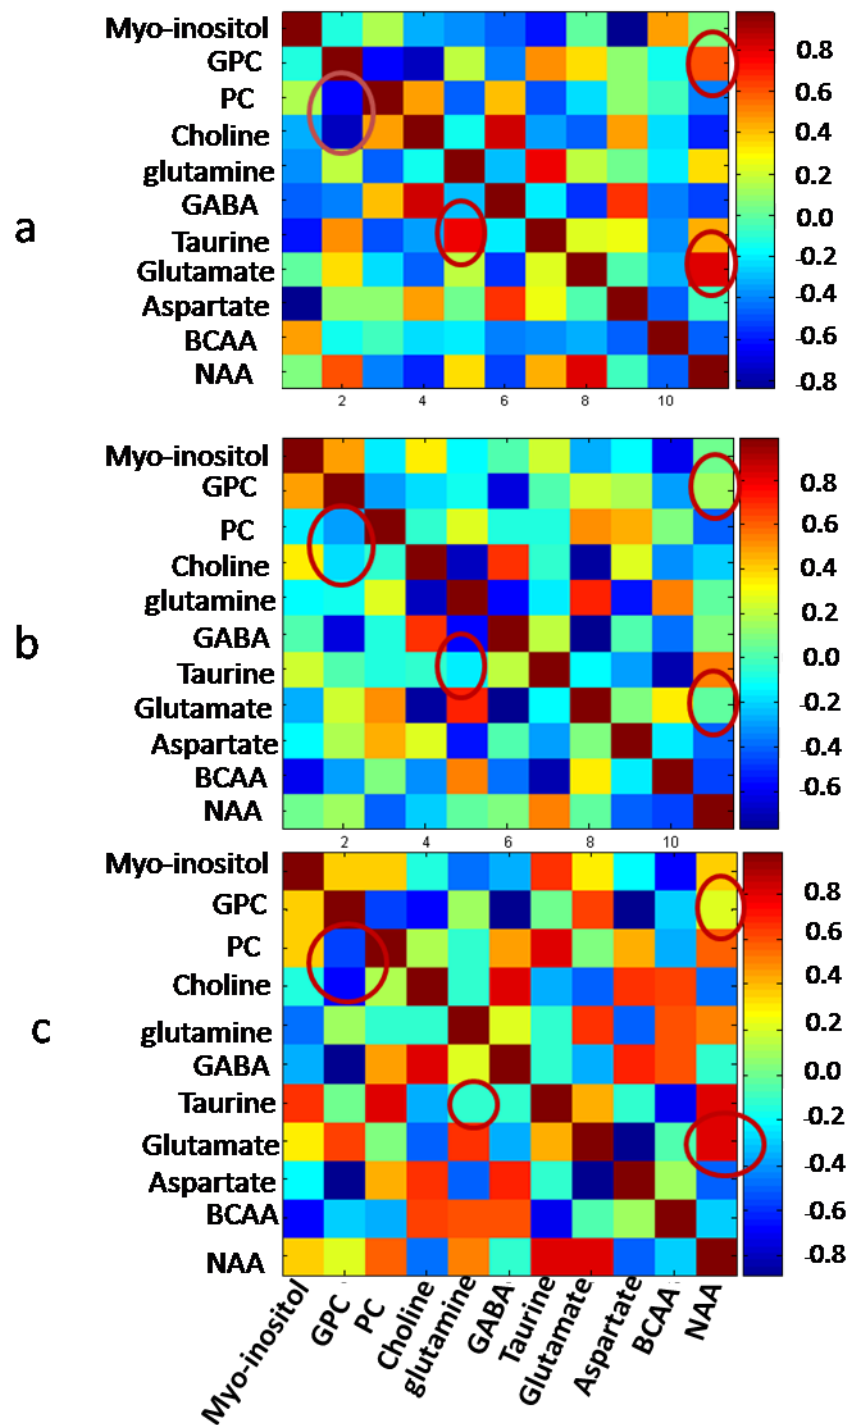 Myo-inositol
GPC
PC
Choline
glutamine
GABA
Taurine
Glutamate
Aspartate
BCAA
NAA
a
0.8
0.6
0.4
0.2
0.0
-0.2
-0.4
-0.6
-0.8
2 4 6 8 10
Myo-inositol
GPC
PC
Choline
glutamine
GABA
Taurine
Glutamate
Aspartate
BCAA
NAA
b
0.8
0.6
0.4
0.2
0.0
-0.2
-0.4
-0.6
2 4 6 8 10
Myo-inositol
GPC
PC
Choline
glutamine
GABA
Taurine
Glutamate
Aspartate
BCAA
NAA
c
0.8
0.6
0.4
0.2
0.0
-0.2
-0.4
-0.6
-0.8
Myo-inositol
GPC
PC
Choline
glutamine
GABA
Taurine
Glutamate
Aspartate
BCAA
NAA